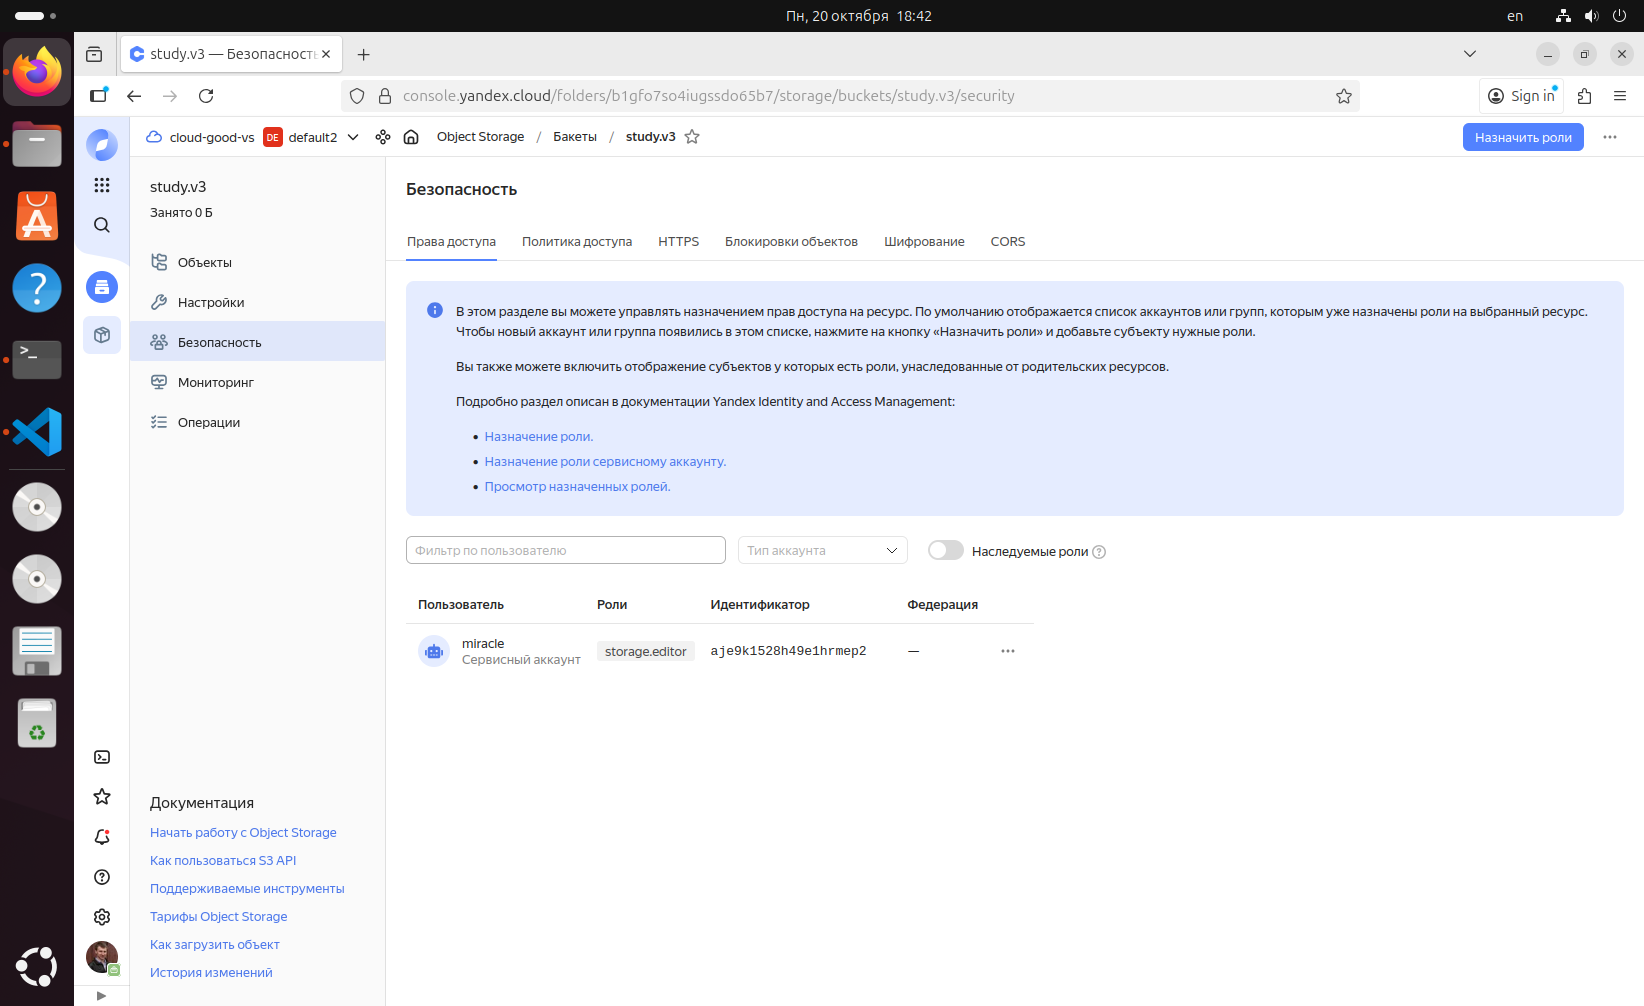 Пн, 20 октября 18:42
en
study.v3 — Безопасность
console.yandex.cloud/folders/b1gfo7so4iugssdo65b7/storage/buckets/study.v3/security
Sign in
cloud-good-vs DE default2
Object Storage / Бакеты / study.v3
Назначить роли
study.v3
Занято 0 Б
Объекты
Настройки
Безопасность
Мониторинг
Операции
Документация
Начать работу с Object Storage
Как пользоваться S3 API
Поддерживаемые инструменты
Тарифы Object Storage
Как загрузить объект
История изменений
Безопасность
Права доступа Политика доступа HTTPS Блокировки объектов Шифрование CORS
В этом разделе вы можете управлять назначением прав доступа на ресурс. По умолчанию отображается список аккаунтов или групп, которым уже назначены роли на выбранный ресурс.
Чтобы новый аккаунт или группа появились в этом списке, нажмите на кнопку «Назначить роли» и добавьте субъекту нужные роли.
Вы также можете включить отображение субъектов у которых есть роли, унаследованные от родительских ресурсов.
Подробно раздел описан в документации Yandex Identity and Access Management:
• Назначение роли.
• Назначение роли сервисному аккаунту.
• Просмотр назначенных ролей.
Фильтр по пользователю
Тип аккаунта
Наследуемые роли
Пользователь Роли Идентификатор Федерация
miracle
Сервисный аккаунт
storage.editor
aje9k1528h49e1hrmep2
—